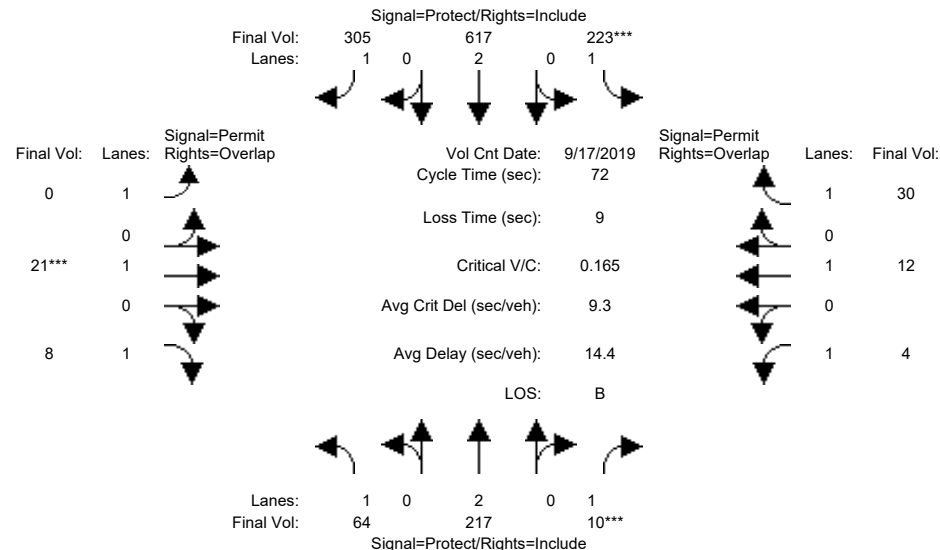 Signal=Protect/Rights=Include
Final Vol: 305 617 223***
Lanes: 1 0 2 0 1
Signal=Permit Signal=Permit
Final Vol: Lanes: Rights=Overlap Vol Cnt Date: 9/17/2019 Rights=Overlap Lanes: Final Vol:
Cycle Time (sec): 72
0 1 1 30
Loss Time (sec): 9
0 0
21*** 1 Critical V/C: 0.165 1 12
0 Avg Crit Del (sec/veh): 9.3 0
8 1 Avg Delay (sec/veh): 14.4 1 4
LOS: B
Lanes: 1 0 2 0 1
Final Vol: 64 217 10***
Signal=Protect/Rights=Include